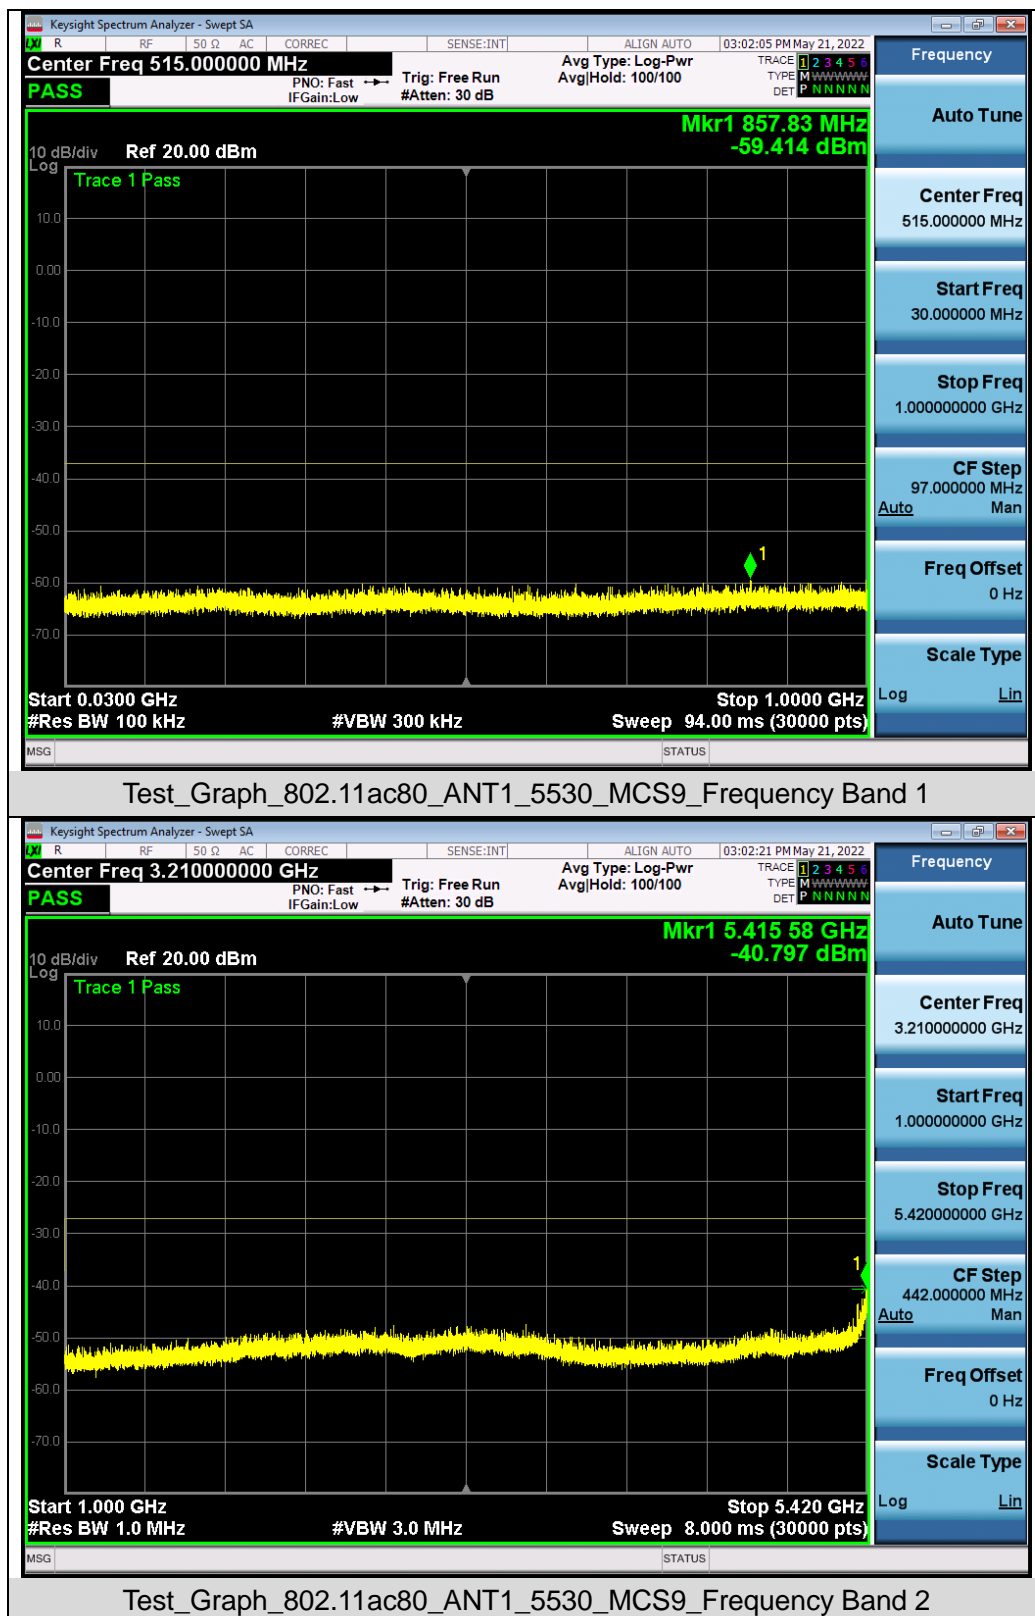 Keysight Spectrum Analyzer - Swept SA
LXI R RF 50 Ω AC CORREC SENSE:INT ALIGN AUTO 03:02:05 PM May 21, 2022
Center Freq 515.000000 MHz
PASS
PNO: Fast
IFGain:Low
Trig: Free Run
#Atten: 30 dB
Avg Type: Log-Pwr
Avg|Hold: 100/100
TRACE 1 2 3 4 5 6
TYPE M WWWWW
DET P N N N N N
Mkr1 857.83 MHz
-59.414 dBm
10 dB/div Ref 20.00 dBm
Log
Trace 1 Pass
10.0
0.00
-10.0
-20.0
-30.0
-40.0
-50.0
1
-60.0
-70.0
Start 0.0300 GHz Stop 1.0000 GHz
#Res BW 100 kHz #VBW 300 kHz Sweep 94.00 ms (30000 pts)
MSG STATUS
Frequency
Auto Tune
Center Freq
515.000000 MHz
Start Freq
30.000000 MHz
Stop Freq
1.000000000 GHz
CF Step
97.000000 MHz
Auto Man
Freq Offset
0 Hz
Scale Type
Log Lin
Test_Graph_802.11ac80_ANT1_5530_MCS9_Frequency Band 1
Keysight Spectrum Analyzer - Swept SA
LXI R RF 50 Ω AC CORREC SENSE:INT ALIGN AUTO 03:02:21 PM May 21, 2022
Center Freq 3.210000000 GHz
PASS
PNO: Fast
IFGain:Low
Trig: Free Run
#Atten: 30 dB
Avg Type: Log-Pwr
Avg|Hold: 100/100
TRACE 1 2 3 4 5 6
TYPE M WWWWW
DET P N N N N N
Mkr1 5.415 58 GHz
-40.797 dBm
10 dB/div Ref 20.00 dBm
Log
Trace 1 Pass
10.0
0.00
-10.0
-20.0
-30.0
1
-40.0
-50.0
-60.0
-70.0
Start 1.000 GHz Stop 5.420 GHz
#Res BW 1.0 MHz #VBW 3.0 MHz Sweep 8.000 ms (30000 pts)
MSG STATUS
Frequency
Auto Tune
Center Freq
3.210000000 GHz
Start Freq
1.000000000 GHz
Stop Freq
5.420000000 GHz
CF Step
442.000000 MHz
Auto Man
Freq Offset
0 Hz
Scale Type
Log Lin
Test_Graph_802.11ac80_ANT1_5530_MCS9_Frequency Band 2